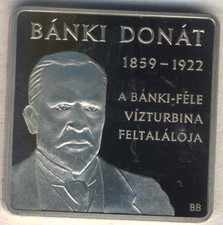 BÁNKI DONÁT
1859–1922
A BÁNKI-FÉLE
VÍZTURBINA
FELTALÁLÓJA
BB